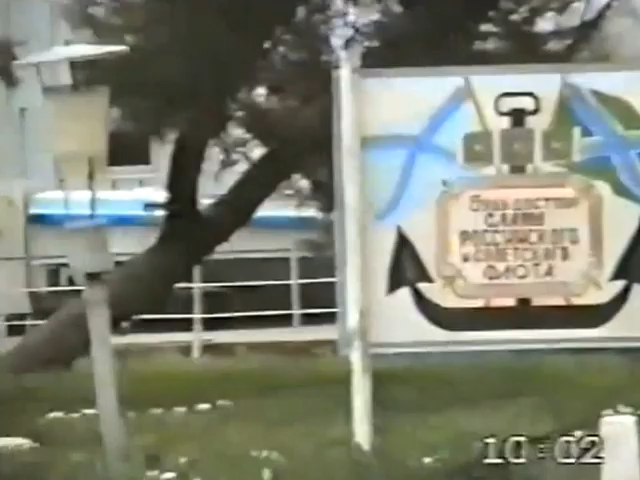 Будь достоин
СЛАВЫ
РОССИЙСКОГО
и СОВЕТСКОГО
ФЛОТА
10:02